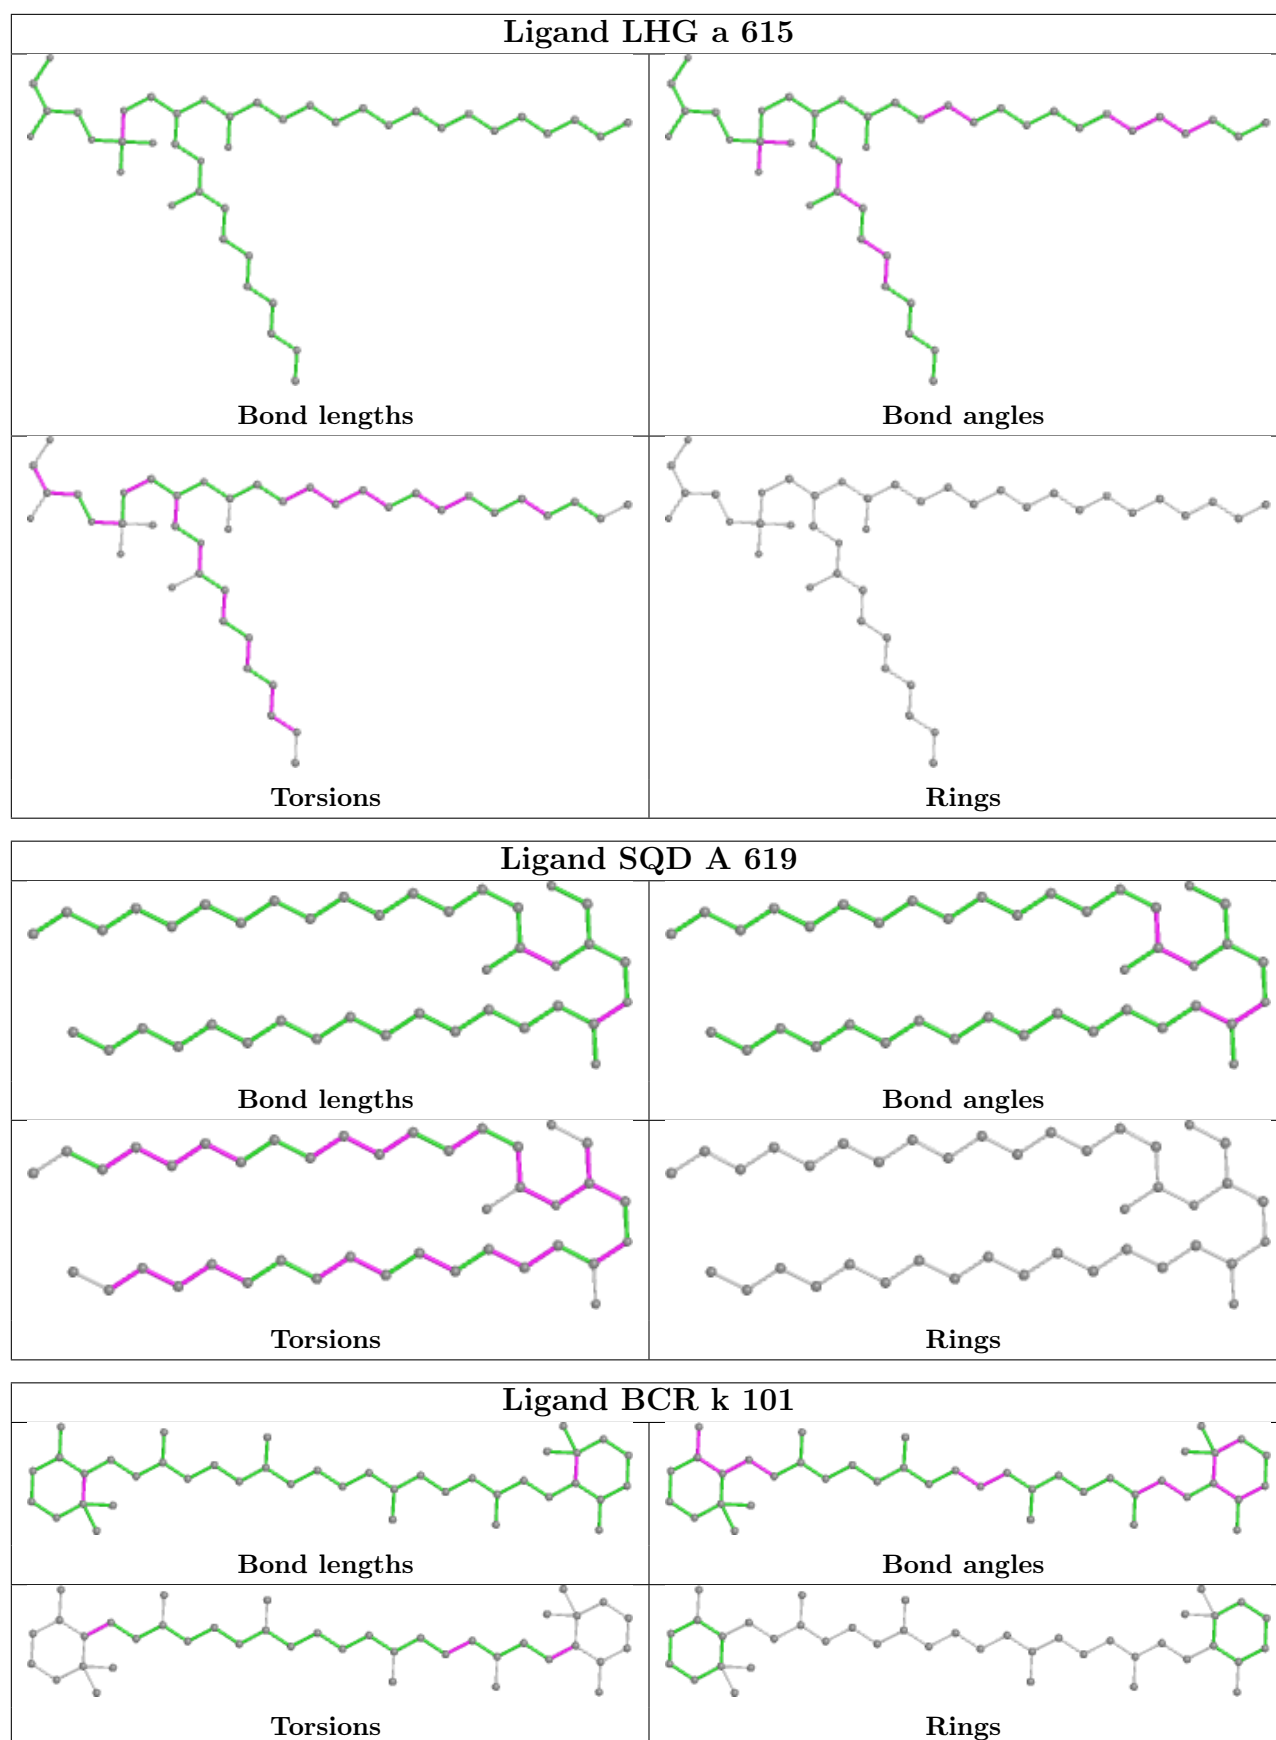 Ligand LHG a 615
Bond lengths
Bond angles
Torsions
Rings
Ligand SQD A 619
Bond lengths
Bond angles
Torsions
Rings
Ligand BCR k 101
Bond lengths
Bond angles
Torsions
Rings